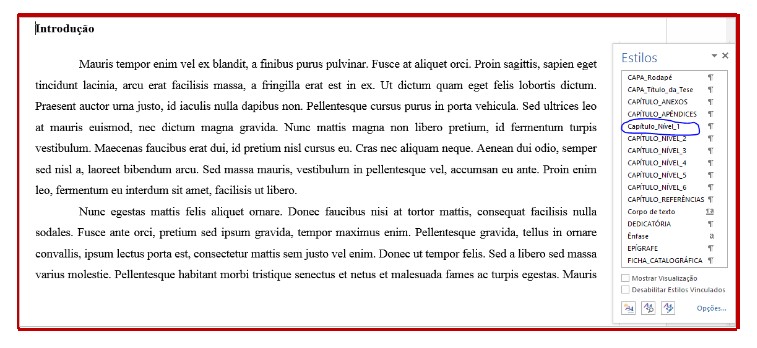 Introdução
Mauris tempor enim vel ex blandit, a finibus purus pulvinar. Fusce at aliquet orci. Proin sagittis, sapien eget
tincidunt lacinia, arcu erat facilisis massa, a fringilla erat est in ex. Ut dictum quam eget felis lobortis dictum.
Praesent auctor urna justo, id iaculis nulla dapibus non. Pellentesque cursus purus in porta vehicula. Sed ultrices leo
at mauris euismod, nec dictum magna gravida. Nunc mattis magna non libero pretium, id fermentum turpis
vestibulum. Maecenas faucibus erat dui, id pretium nisl cursus eu. Cras nec aliquam neque. Aenean dui odio, semper
sed nisl a, laoreet bibendum arcu. Sed massa mauris, vestibulum in pellentesque vel, accumsan eu ante. Proin enim
leo, fermentum eu interdum sit amet, facilisis ut libero.
Nunc egestas mattis felis aliquet ornare. Donec faucibus nisi at tortor mattis, consequat facilisis nulla
sodales. Fusce ante orci, pretium sed ipsum gravida, tempor maximus enim. Pellentesque gravida, tellus in ornare
convallis, ipsum lectus porta est, consectetur mattis sem justo vel enim. Donec ut tempor felis. Sed a libero sed massa
varius molestie. Pellentesque habitant morbi tristique senectus et netus et malesuada fames ac turpis egestas. Mauris
Estilos
CAPA_Rodapé ¶
CAPA_Título_da_Tese ¶
CAPÍTULO_ANEXOS ¶
CAPÍTULO_APÊNDICES ¶
Capítulo_Nível_1 ¶
CAPÍTULO_NÍVEL_2 ¶
CAPÍTULO_NÍVEL_3 ¶
CAPÍTULO_NÍVEL_4 ¶
CAPÍTULO_NÍVEL_5 ¶
CAPÍTULO_NÍVEL_6 ¶
CAPÍTULO_REFERÊNCIAS ¶
Corpo de texto ¶a
DEDICATÓRIA ¶
Ênfase a
EPÍGRAFE ¶
FICHA_CATALOGRÁFICA ¶
Mostrar Visualização
Desabilitar Estilos Vinculados
Opções...